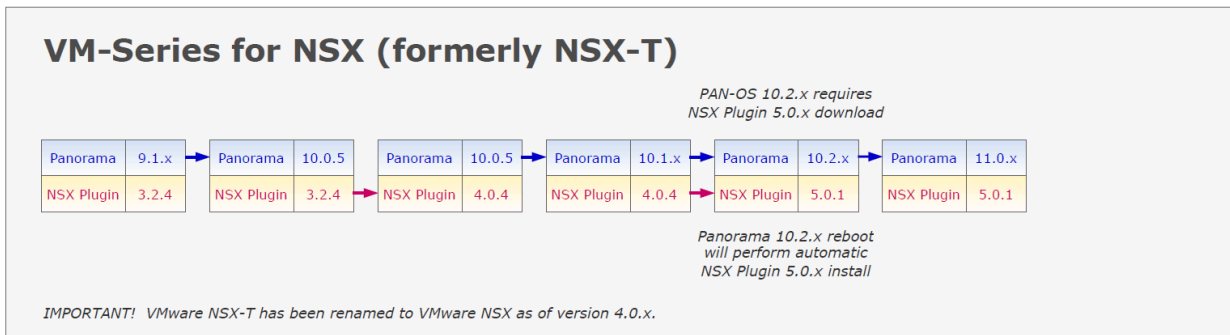 VM-Series for NSX (formerly NSX-T)
PAN-OS 10.2.x requires
NSX Plugin 5.0.x download
Panorama 9.1.x Panorama 10.0.5 Panorama 10.0.5 Panorama 10.1.x Panorama 10.2.x Panorama 11.0.x
NSX Plugin 3.2.4 NSX Plugin 3.2.4 NSX Plugin 4.0.4 NSX Plugin 4.0.4 NSX Plugin 5.0.1 NSX Plugin 5.0.1
Panorama 10.2.x reboot
will perform automatic
NSX Plugin 5.0.x install
IMPORTANT! VMware NSX-T has been renamed to VMware NSX as of version 4.0.x.